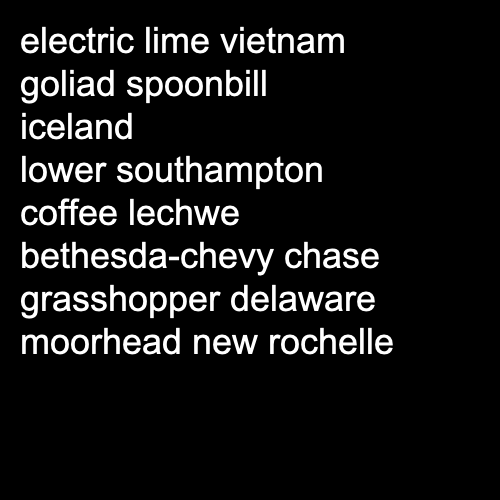 electric lime vietnam
goliad spoonbill
iceland
lower southampton
coffee lechwe
bethesda-chevy chase
grasshopper delaware
moorhead new rochelle